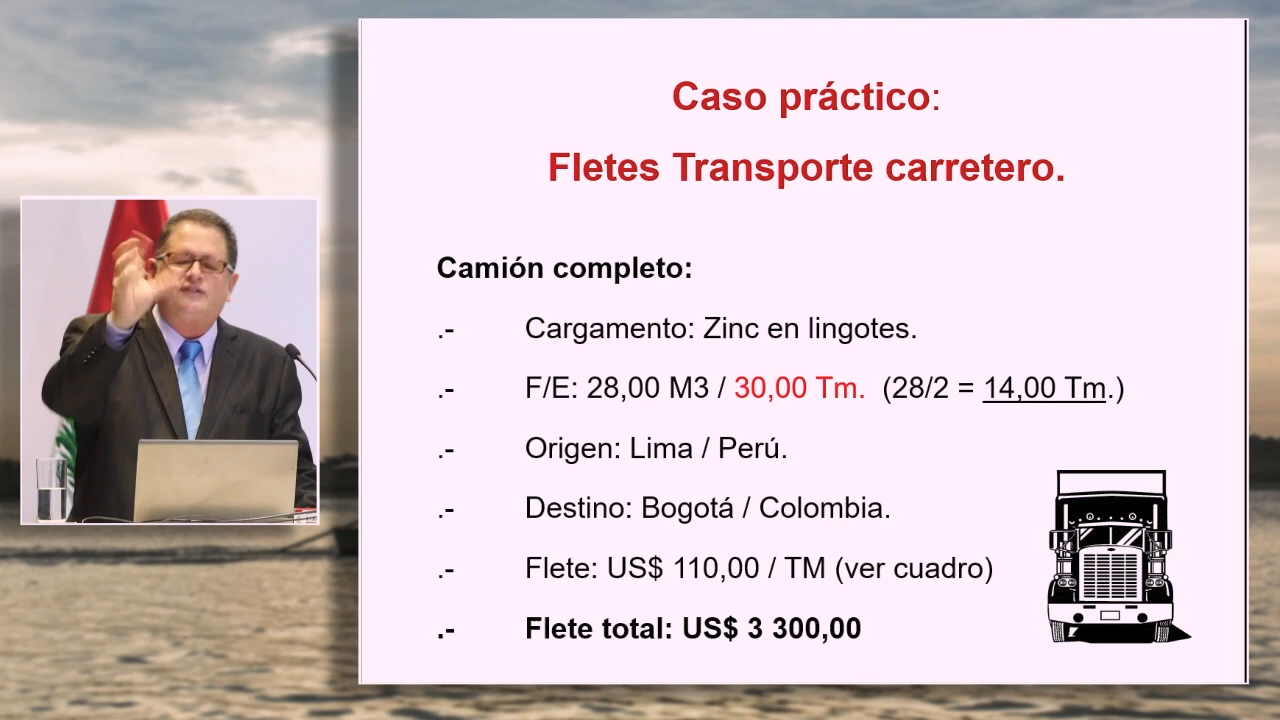 Caso práctico:
Fletes Transporte carretero.
Camión completo:
.- Cargamento: Zinc en lingotes.
.- F/E: 28,00 M3 / 30,00 Tm. (28/2 = 14,00 Tm.)
.- Origen: Lima / Perú.
.- Destino: Bogotá / Colombia.
.- Flete: US$ 110,00 / TM (ver cuadro)
.- Flete total: US$ 3 300,00